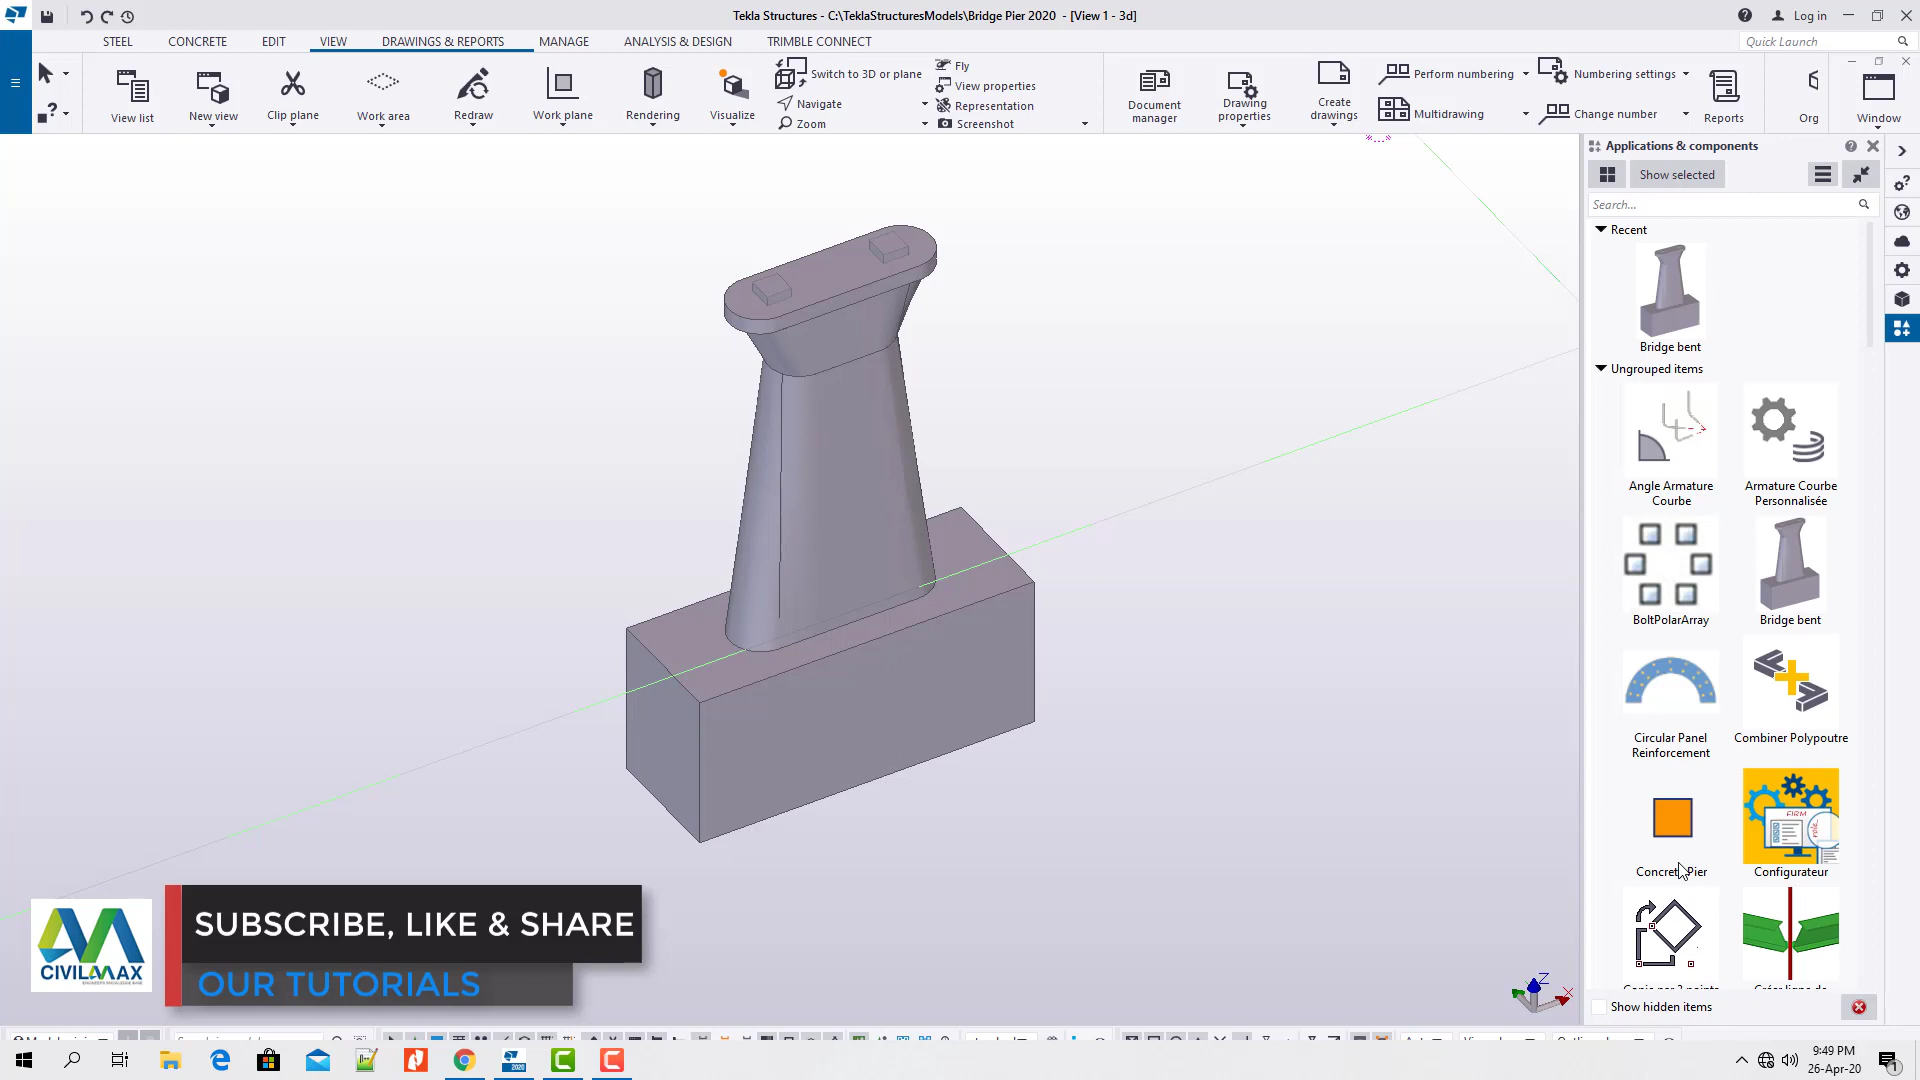 Tekla Structures - C:\TeklaStructuresModels\Bridge Pier 2020 - [View 1 - 3d]
Log in
STEEL CONCRETE EDIT VIEW DRAWINGS & REPORTS MANAGE ANALYSIS & DESIGN TRIMBLE CONNECT
Quick Launch
View list
New view
Clip plane
Work area
Redraw
Work plane
Rendering
Visualize
Switch to 3D or plane
Navigate
Zoom
Fly
View properties
Representation
Screenshot
Document
manager
Drawing
properties
Create
drawings
Perform numbering
Multidrawing
Numbering settings
Change number
Reports
Org
Window
Applications & components
Show selected
Search...
Recent
Bridge bent
Ungrouped items
Angle Armature
Courbe
Armature Courbe
Personnalisée
BoltPolarArray
Bridge bent
Circular Panel
Reinforcement
Combiner Polypoutre
FIRM
role
Concrete Pier
Configurateur
Show hidden items
Z
X
CIVILMAX
SUBSCRIBE, LIKE & SHARE
OUR TUTORIALS
2020
9:49 PM
26-Apr-20
1